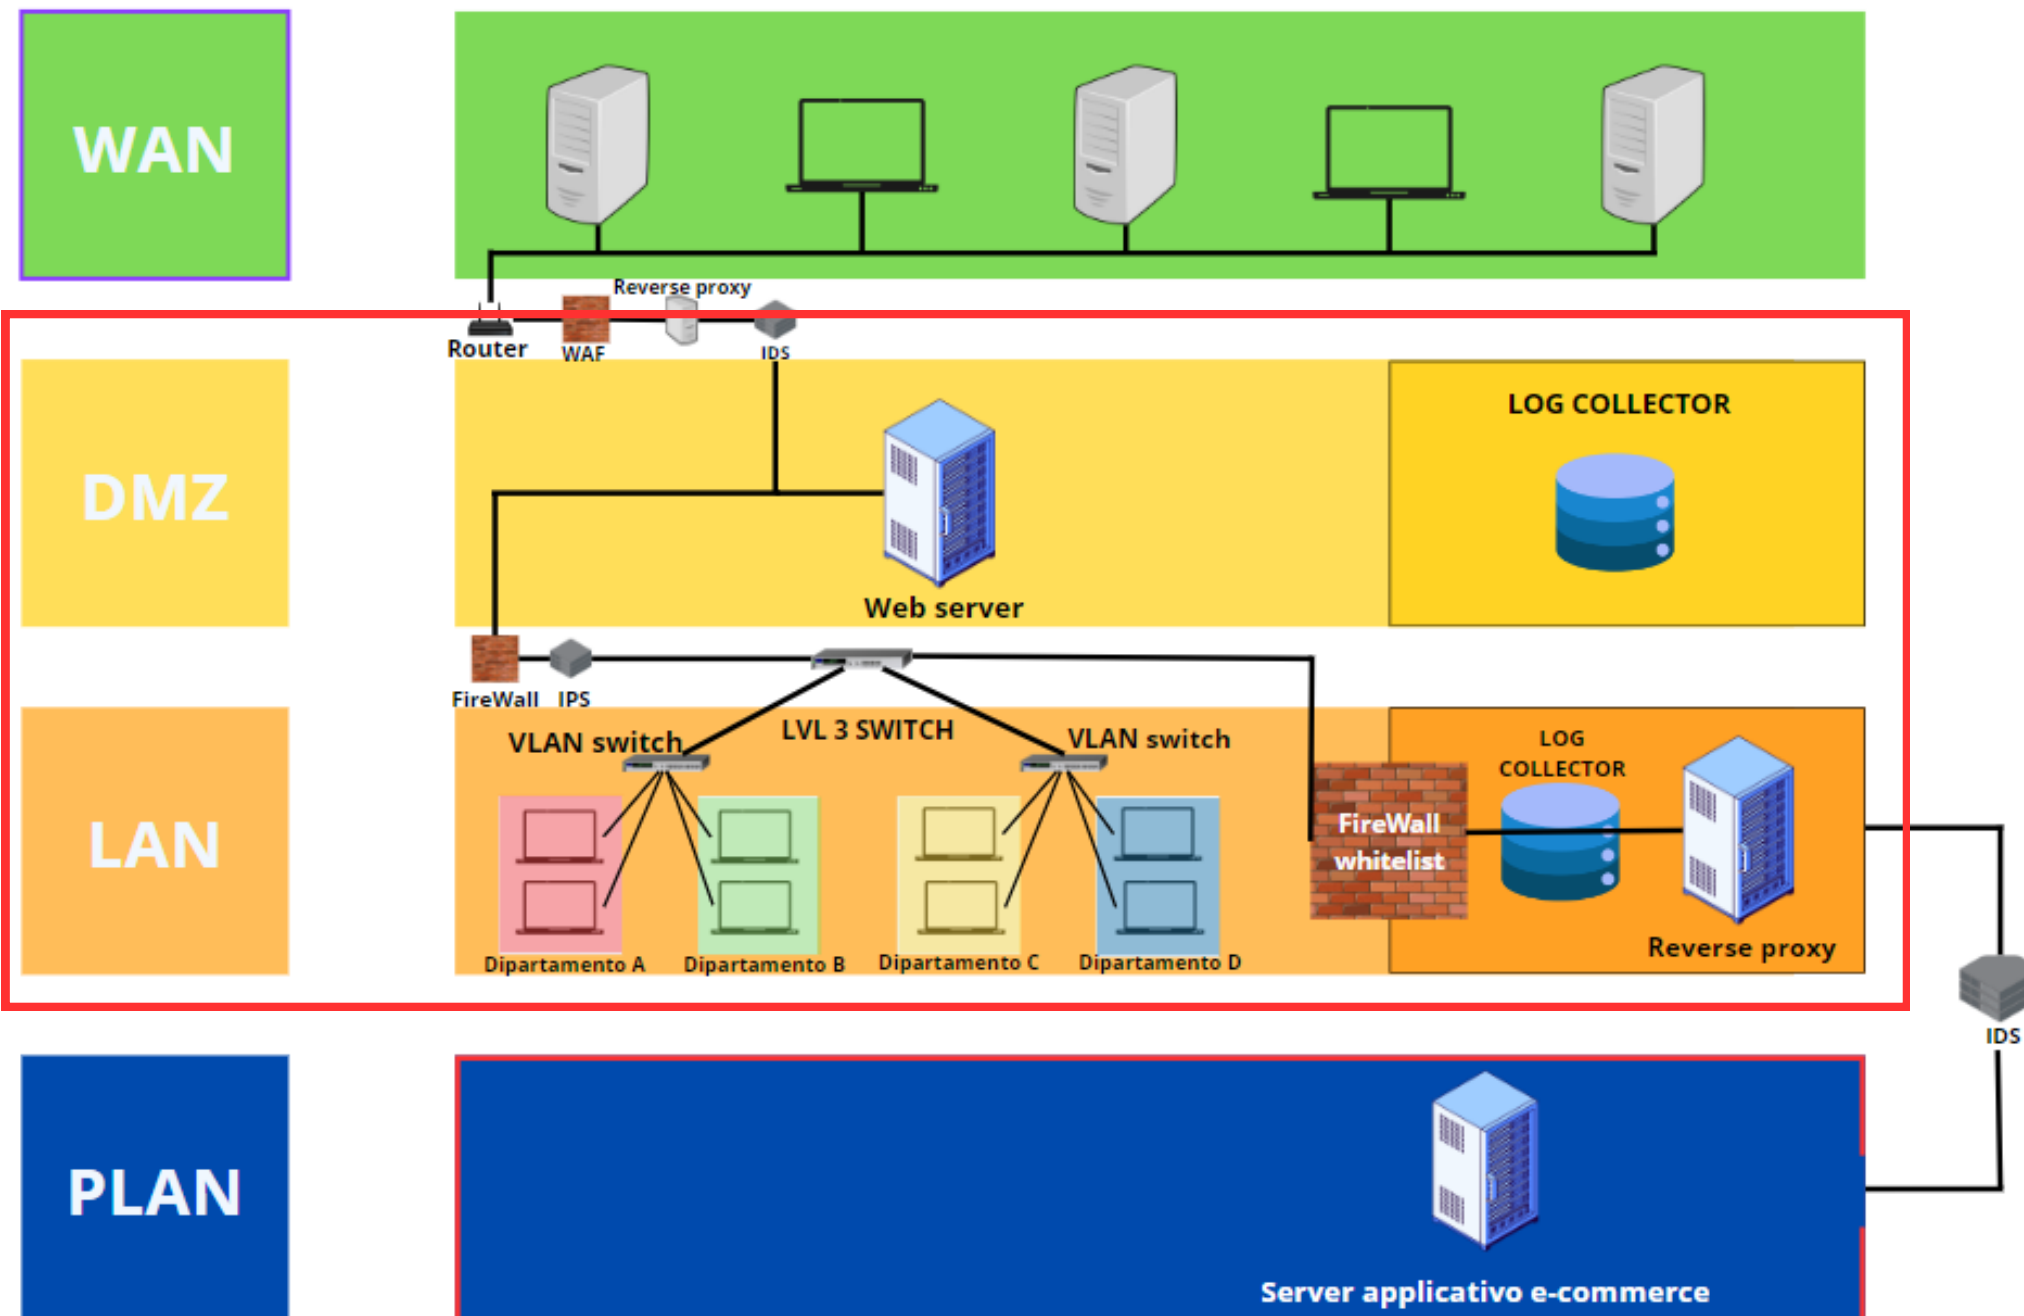 WAN
Reverse proxy
Router
WAF
IDS
DMZ
LOG COLLECTOR
Web server
FireWall
IPS
LAN
VLAN switch
LVL 3 SWITCH
VLAN switch
FireWall
whitelist
LOG
COLLECTOR
Reverse proxy
Dipartamento A
Dipartamento B
Dipartamento C
Dipartamento D
IDS
PLAN
Server applicativo e-commerce